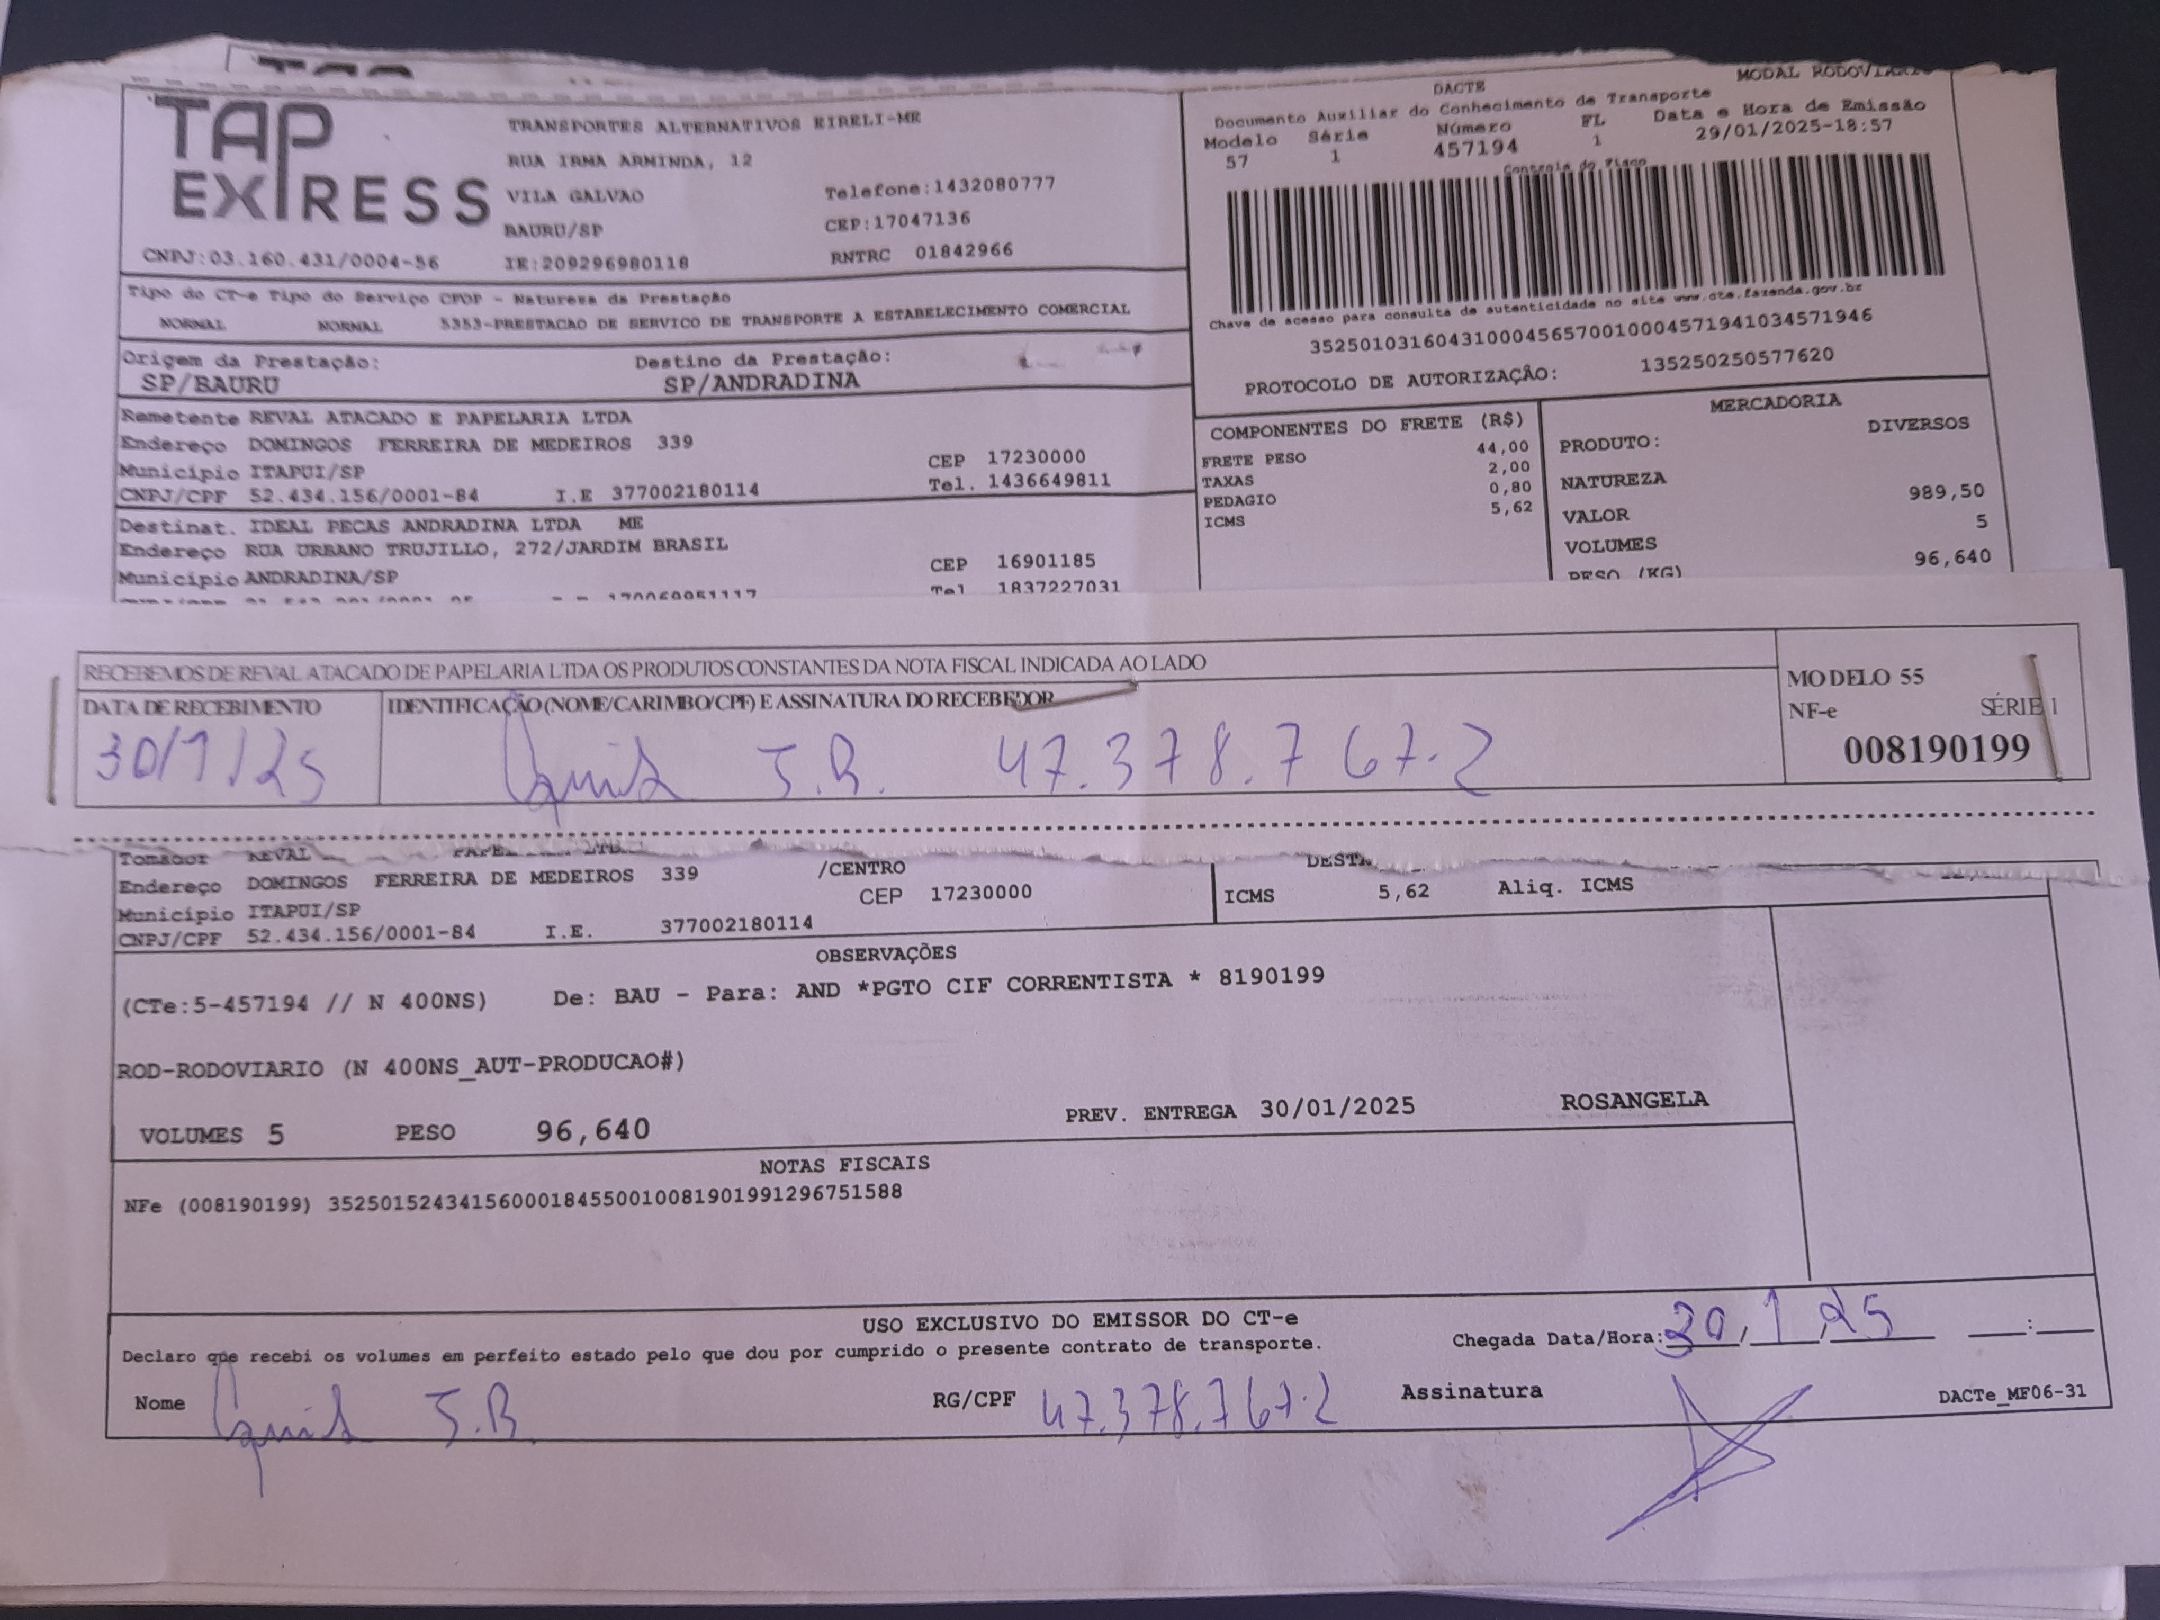 TAP
EXPRESS
CNPJ:03.160.431/0004-56
TRANSPORTES ALTERNATIVOS EIRELI-ME
RUA IRMA ARMINDA, 12
VILA GALVAO Telefone:1432080777
BAURU/SP CEP:17047136
IE:209296980118 RNTRC 01842966
DACTE MODAL RODOVIARIO
Documento Auxiliar do Conhecimento de Transporte
Modelo Série Número FL Data e Hora de Emissão
57 1 457194 1 29/01/2025-18:57
Controle do Fisco
Chave de acesso para consulta de autenticidade no site www.cte.fazenda.gov.br
35250103160431000456570010004571941034571946
PROTOCOLO DE AUTORIZAÇÃO: 135250250577620
Tipo do CT-e Tipo do Serviço CFOP - Natureza da Prestação
NORMAL NORMAL 5353-PRESTACAO DE SERVICO DE TRANSPORTE A ESTABELECIMENTO COMERCIAL
Origem da Prestação: Destino da Prestação:
SP/BAURU SP/ANDRADINA
Remetente REVAL ATACADO E PAPELARIA LTDA
Endereço DOMINGOS FERREIRA DE MEDEIROS 339
Município ITAPUI/SP CEP 17230000
CNPJ/CPF 52.434.156/0001-84 I.E 377002180114 Tel. 1436649811
Destinat. IDEAL PECAS ANDRADINA LTDA ME
Endereço RUA URBANO TRUJILLO, 272/JARDIM BRASIL
Município ANDRADINA/SP CEP 16901185
170069951117 Tel 1837227031
COMPONENTES DO FRETE (R$)
FRETE PESO 44,00
TAXAS 2,00
PEDAGIO 0,80
ICMS 5,62
MERCADORIA
PRODUTO: DIVERSOS
NATUREZA
VALOR 989,50
VOLUMES 5
PESO (KG) 96,640
RECEBEMOS DE REVAL ATACADO DE PAPELARIA LTDA OS PRODUTOS CONSTANTES DA NOTA FISCAL INDICADA AO LADO
DATA DE RECEBIMENTO IDENTIFICAÇÃO (NOME/CARIMBO/CPF) E ASSINATURA DO RECEBEDOR
30/1/25 J.R. 47.378.767-2
MODELO 55
NF-e SÉRIE 1
008190199
Tomador REVAL
Endereço DOMINGOS FERREIRA DE MEDEIROS 339 /CENTRO
Município ITAPUI/SP CEP 17230000
CNPJ/CPF 52.434.156/0001-84 I.E. 377002180114
ICMS 5,62 Aliq. ICMS
OBSERVAÇÕES
(CTe:5-457194 // N 400NS) De: BAU - Para: AND *PGTO CIF CORRENTISTA * 8190199
ROD-RODOVIARIO (N 400NS_AUT-PRODUCAO#)
VOLUMES 5 PESO 96,640 PREV. ENTREGA 30/01/2025 ROSANGELA
NOTAS FISCAIS
NFe (008190199) 35250152434156000184550010081901991296751588
USO EXCLUSIVO DO EMISSOR DO CT-e
Declaro que recebi os volumes em perfeito estado pelo que dou por cumprido o presente contrato de transporte. Chegada Data/Hora: 30/1/25 :
Nome J.R RG/CPF 47.378.767-2 Assinatura DACTe_MF06-31